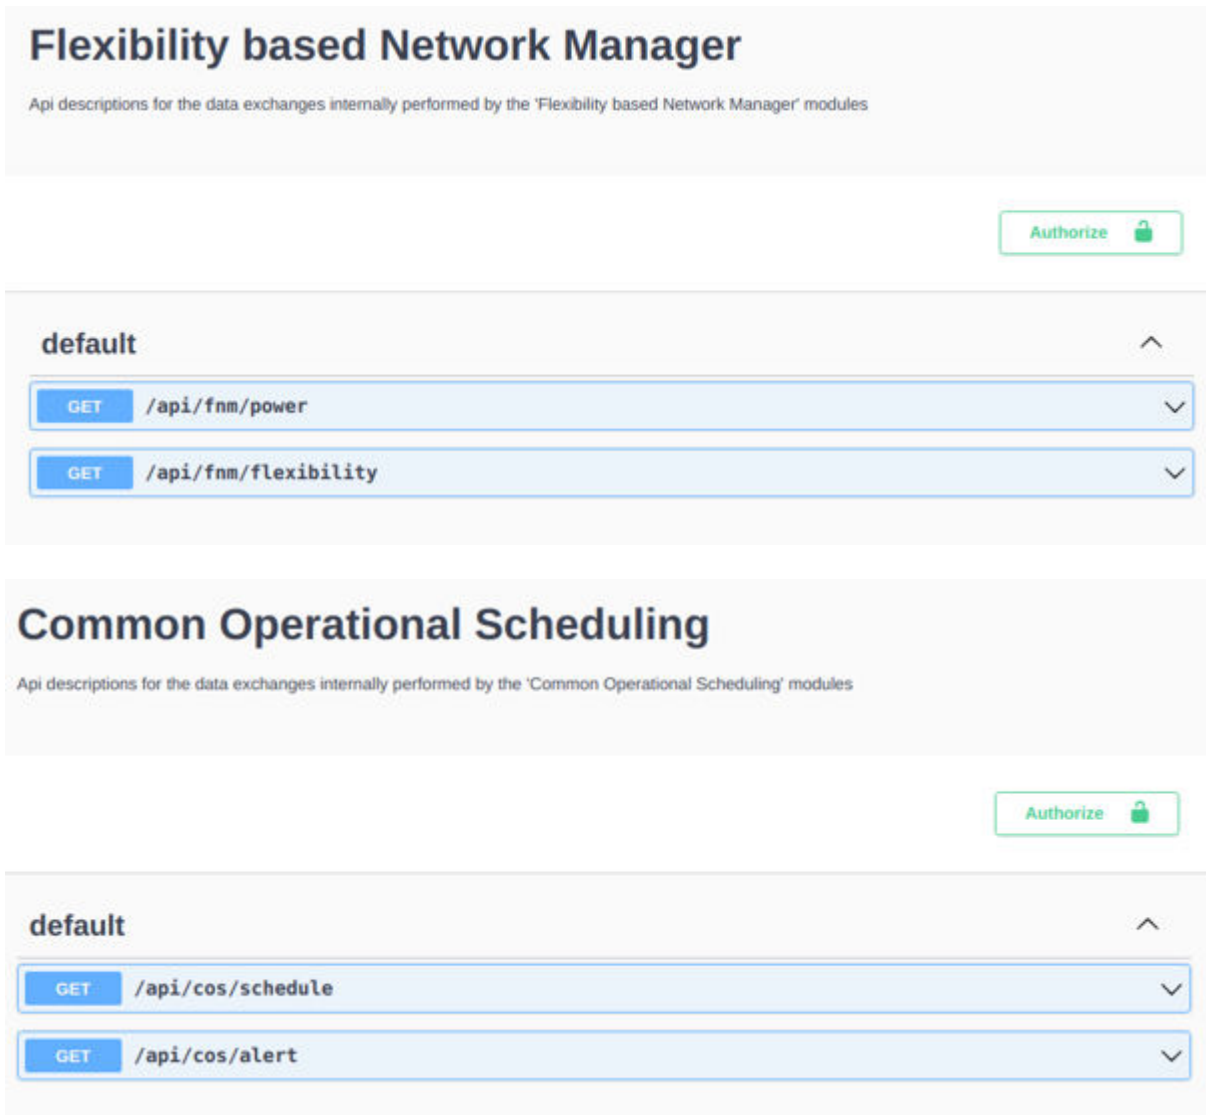 Flexibility based Network Manager
Api descriptions for the data exchanges internally performed by the 'Flexibility based Network Manager' modules
Authorize
default
GET /api/fnm/power
GET /api/fnm/flexibility
Common Operational Scheduling
Api descriptions for the data exchanges internally performed by the 'Common Operational Scheduling' modules
Authorize
default
GET /api/cos/schedule
GET /api/cos/alert